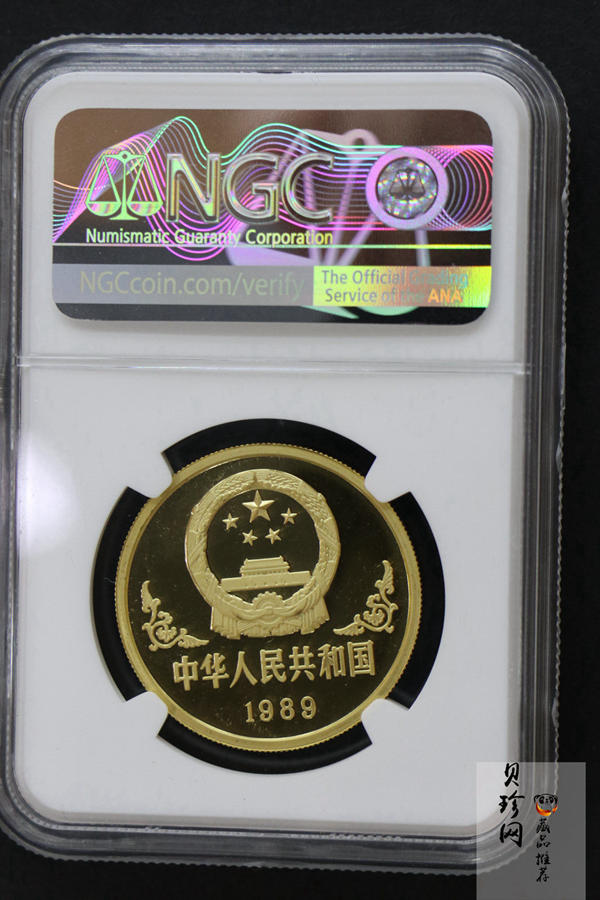 NGC
Numismatic Guaranty Corporation
NGCcoin.com/verify
The Official Grading
Service of the ANA
中华人民共和国
1989
贝珍网
藏品推荐